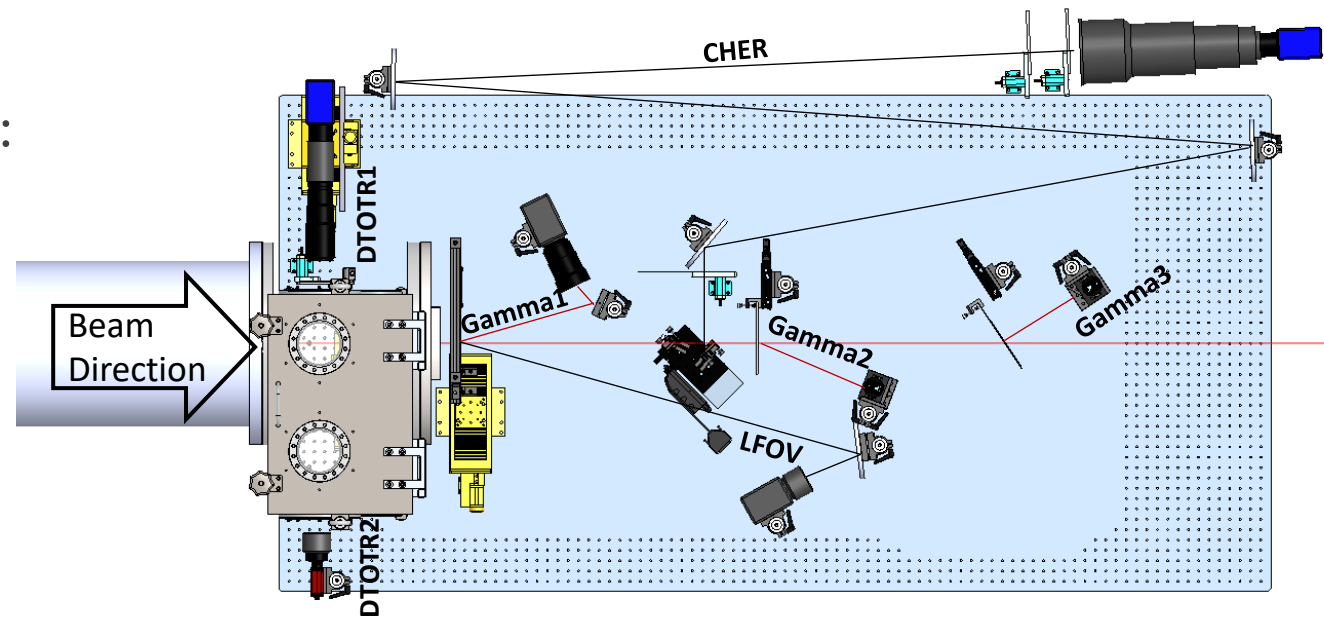 CHER
:
DTOTR1
Gamma1
Gamma2
Gamma3
Beam
Direction
LFOV
DTOTR2